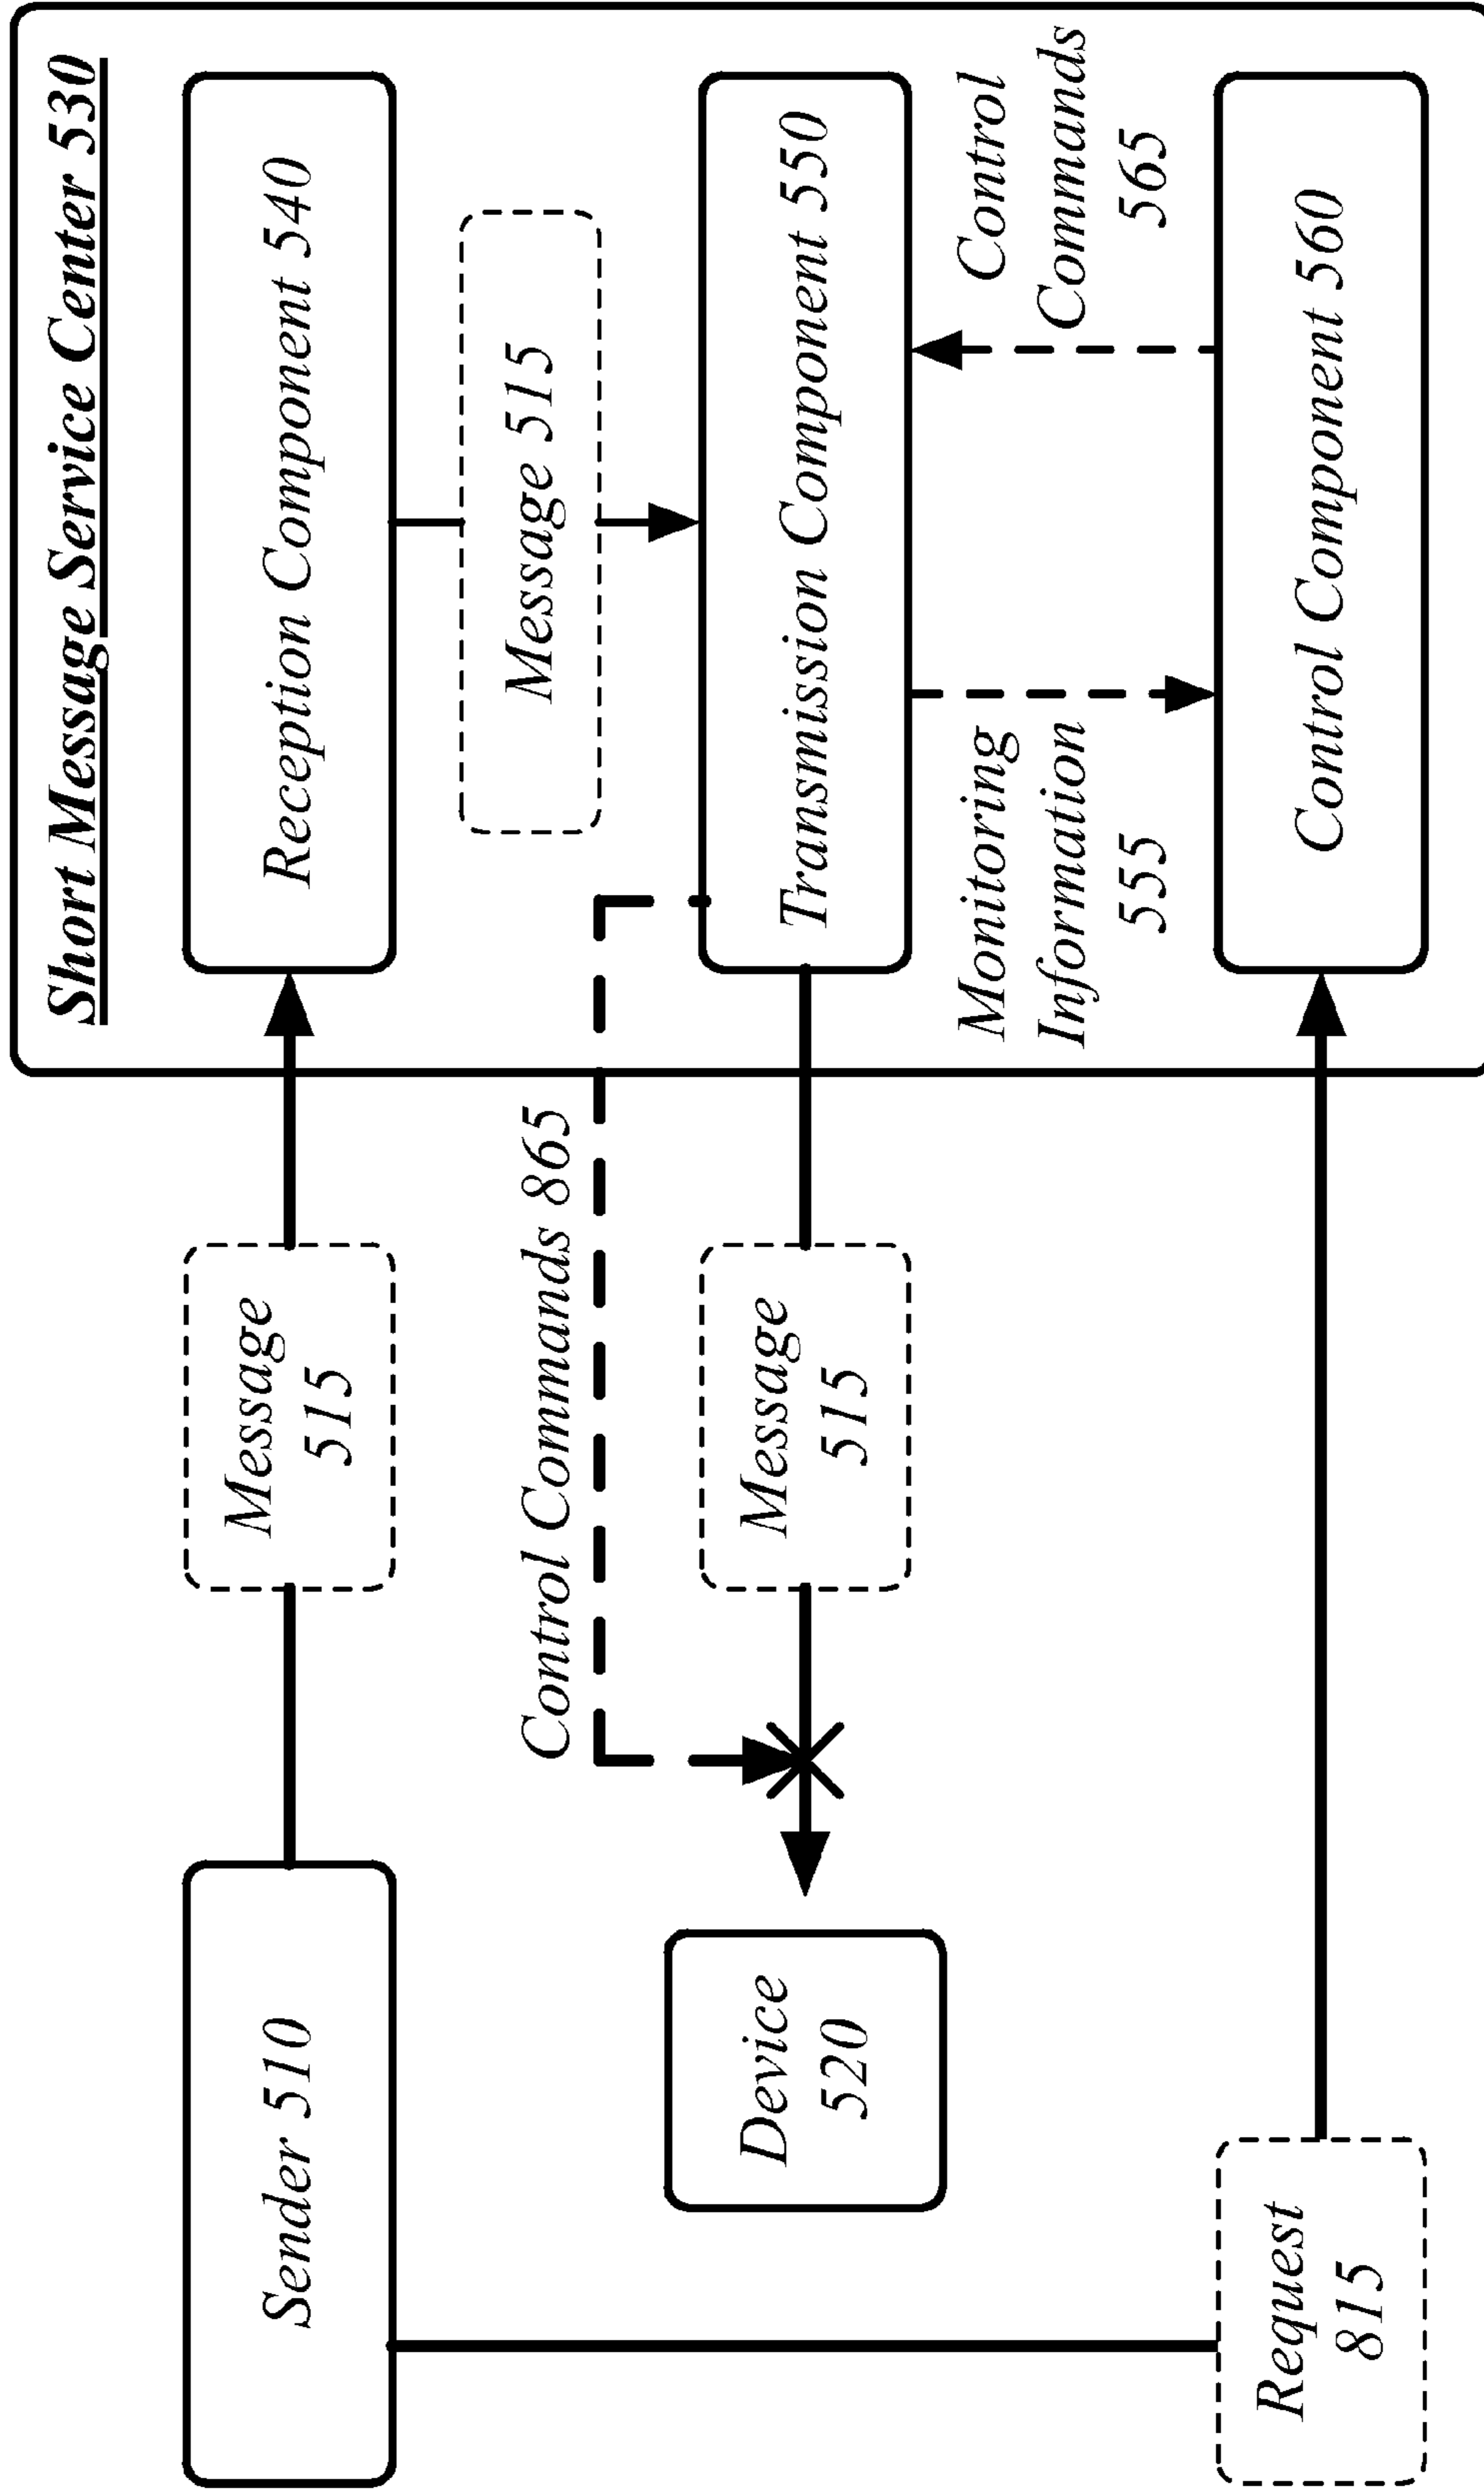 Short Message Service Center 530
Sender 510
Message
515
Reception Component 540
Message 515
Control Commands 865
Device
520
Message
515
Transmission Component 550
Monitoring
Information
555
Control
Commands
565
Request
815
Control Component 560